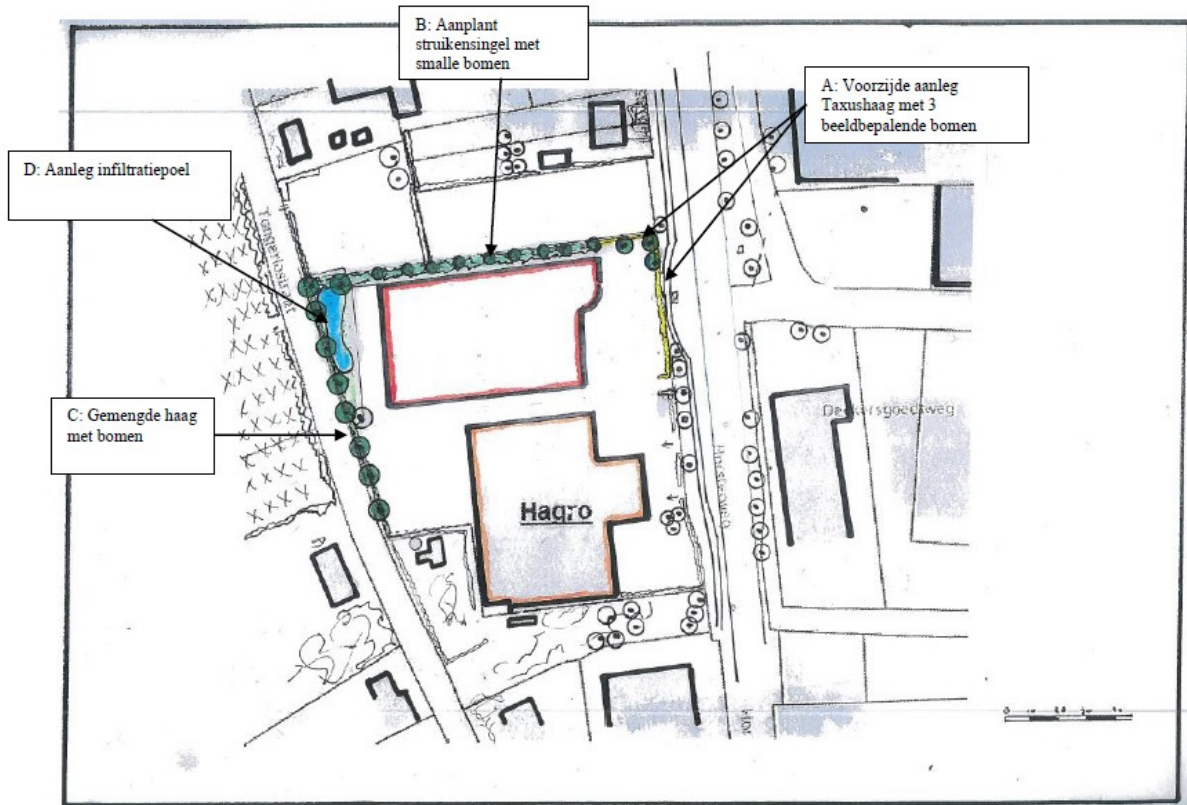 B: Aanplant
struikensingel met
smalle bomen
A: Voorzijde aanleg
Taxushaag met 3
beeldbepalende bomen
D: Aanleg infiltratiepoel
C: Gemengde haag
met bomen
Deckersgoedsweg
Hagro